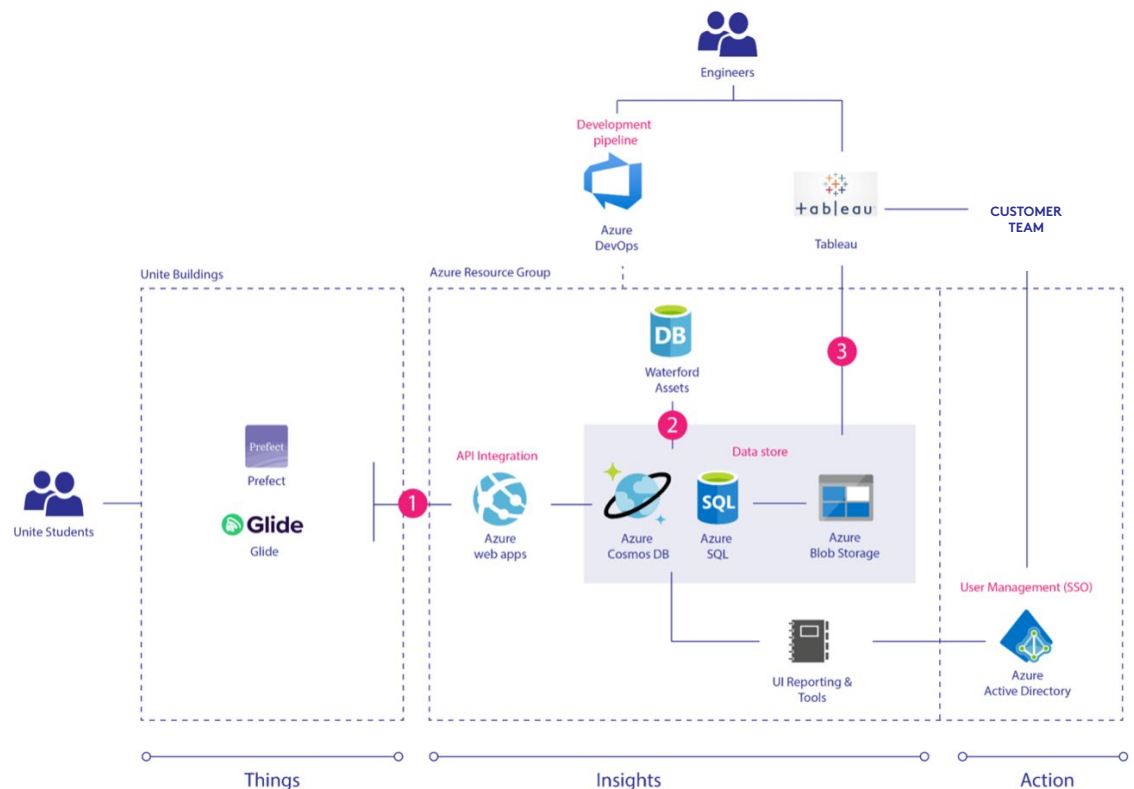 Engineers
Development
pipeline
Azure
DevOps
+ableau
Tableau
CUSTOMER
TEAM
Unite Buildings
Azure Resource Group
DB
Waterford
Assets
3
2
Prefect
Prefect
API Integration
Data store
SQL
1
Unite Students
Glide
Glide
Azure
web apps
Azure
Cosmos DB
Azure
SQL
Azure
Blob Storage
User Management (SSO)
UI Reporting &
Tools
Azure
Active Directory
Things
Insights
Action